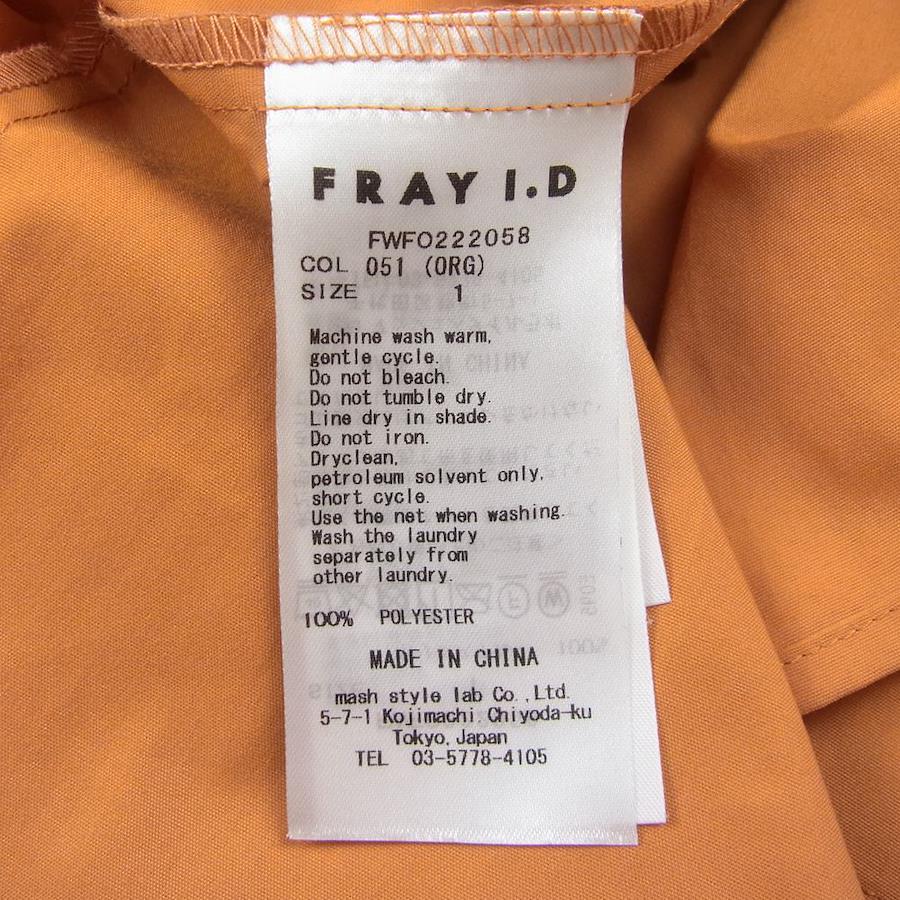 FRAY I.D
FWFO222058
COL 051 (ORG)
SIZE 1
Machine wash warm,
gentle cycle.
Do not bleach.
Do not tumble dry.
Line dry in shade.
Do not iron.
Dryclean,
petroleum solvent only,
short cycle.
Use the net when washing.
Wash the laundry
separately from
other laundry.
100% POLYESTER
MADE IN CHINA
mash style lab Co.,Ltd.
5-7-1 Kojimachi, Chiyoda-ku
Tokyo, Japan
TEL 03-5778-4105